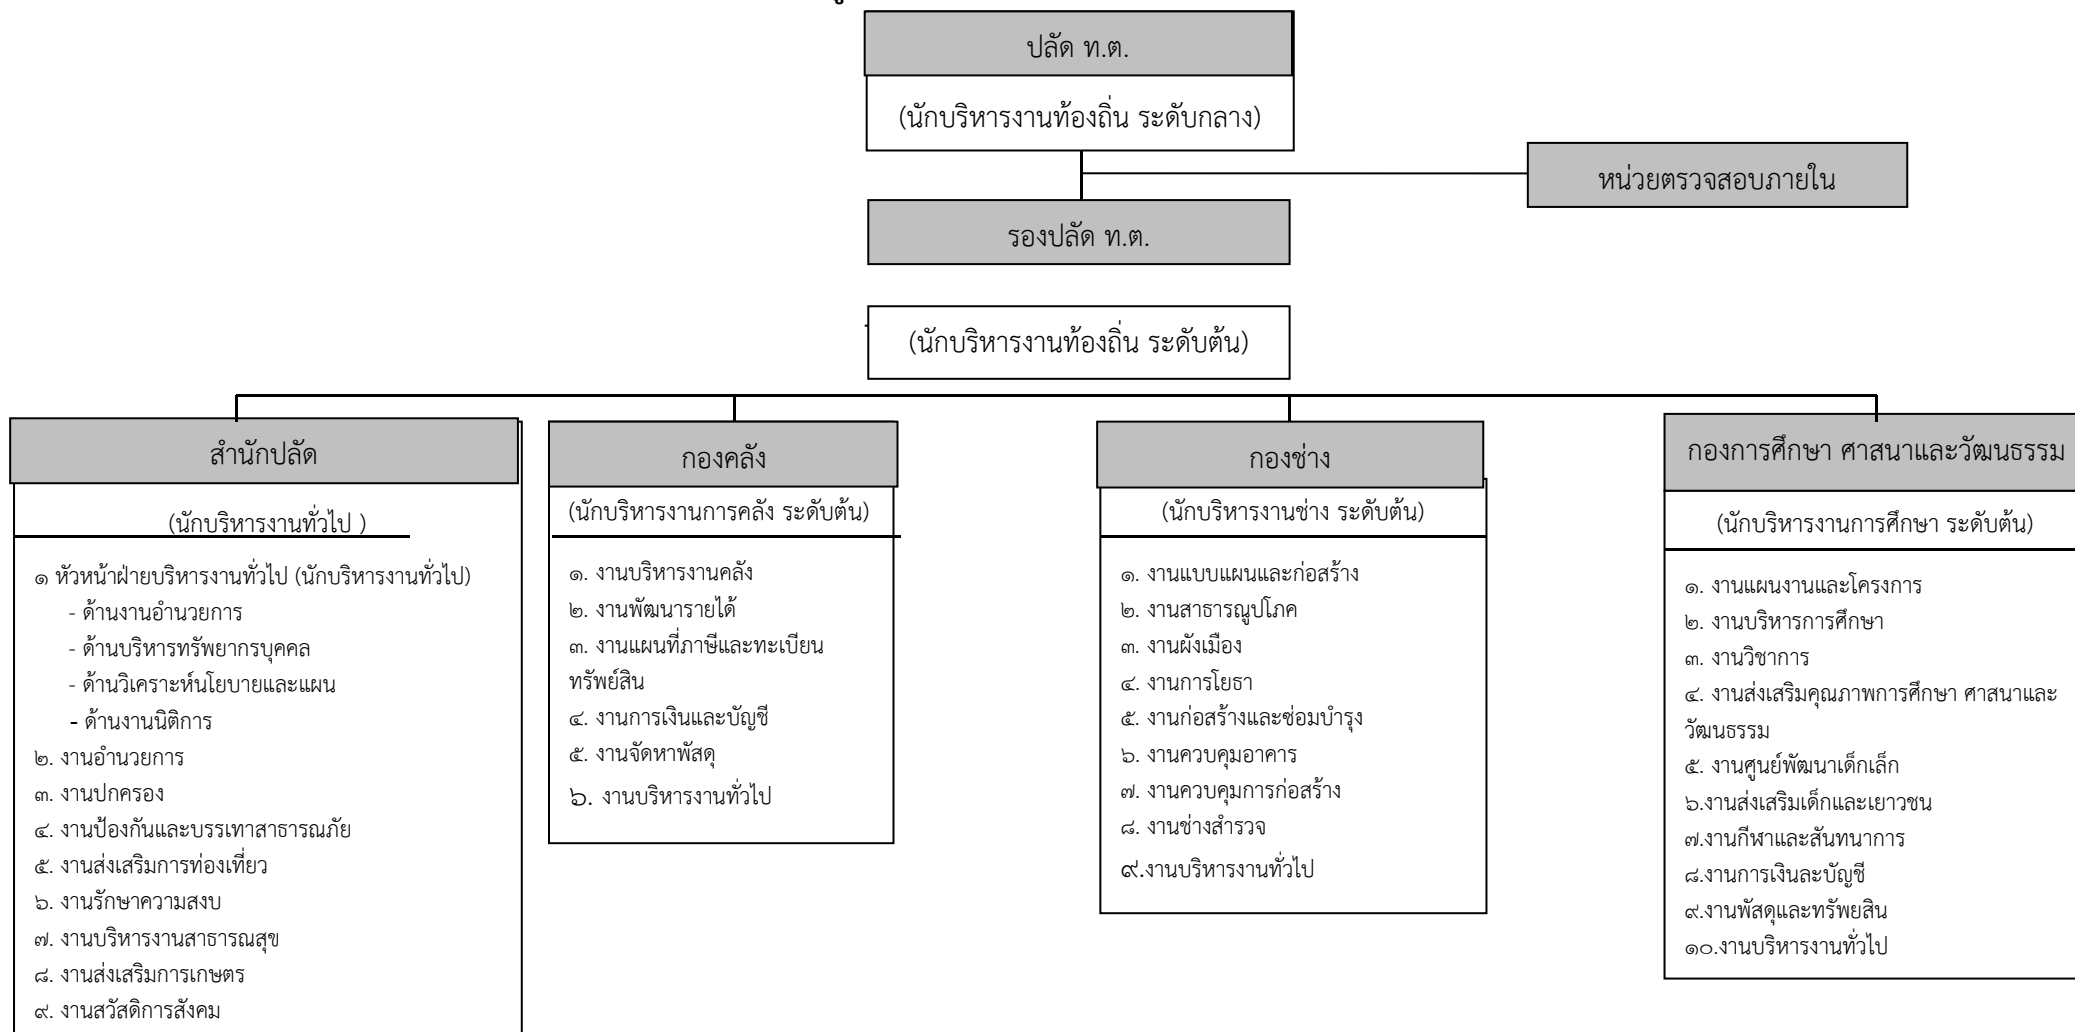 ปลัด ท.ต.
(นักบริหารงานท้องถิ่น ระดับกลาง)
หน่วยตรวจสอบภายใน
รองปลัด ท.ต.
(นักบริหารงานท้องถิ่น ระดับต้น)
สำนักปลัด
(นักบริหารงานทั่วไป )
๑ หัวหน้าฝ่ายบริหารงานทั่วไป (นักบริหารงานทั่วไป)
- ด้านงานอำนวยการ
- ด้านบริหารทรัพยากรบุคคล
- ด้านวิเคราะห์นโยบายและแผน
- ด้านงานนิติการ
๒. งานอำนวยการ
๓. งานปกครอง
๔. งานป้องกันและบรรเทาสาธารณภัย
๕. งานส่งเสริมการท่องเที่ยว
๖. งานรักษาความสงบ
๗. งานบริหารงานสาธารณสุข
๘. งานส่งเสริมการเกษตร
๙. งานสวัสดิการสังคม
กองคลัง
(นักบริหารงานการคลัง ระดับต้น)
๑. งานบริหารงานคลัง
๒. งานพัฒนารายได้
๓. งานแผนที่ภาษีและทะเบียน
ทรัพย์สิน
๔. งานการเงินและบัญชี
๕. งานจัดหาพัสดุ
๖. งานบริหารงานทั่วไป
กองช่าง
(นักบริหารงานช่าง ระดับต้น)
๑. งานแบบแผนและก่อสร้าง
๒. งานสาธารณูปโภค
๓. งานผังเมือง
๔. งานการโยธา
๕. งานก่อสร้างและซ่อมบำรุง
๖. งานควบคุมอาคาร
๗. งานควบคุมการก่อสร้าง
๘. งานช่างสำรวจ
๙.งานบริหารงานทั่วไป
กองการศึกษา ศาสนาและวัฒนธรรม
(นักบริหารงานการศึกษา ระดับต้น)
๑. งานแผนงานและโครงการ
๒. งานบริหารการศึกษา
๓. งานวิชาการ
๔. งานส่งเสริมคุณภาพการศึกษา ศาสนาและ
วัฒนธรรม
๕. งานศูนย์พัฒนาเด็กเล็ก
๖.งานส่งเสริมเด็กและเยาวชน
๗.งานกีฬาและสันทนาการ
๘.งานการเงินละบัญชี
๙.งานพัสดุและทรัพยสิน
๑๐.งานบริหารงานทั่วไป